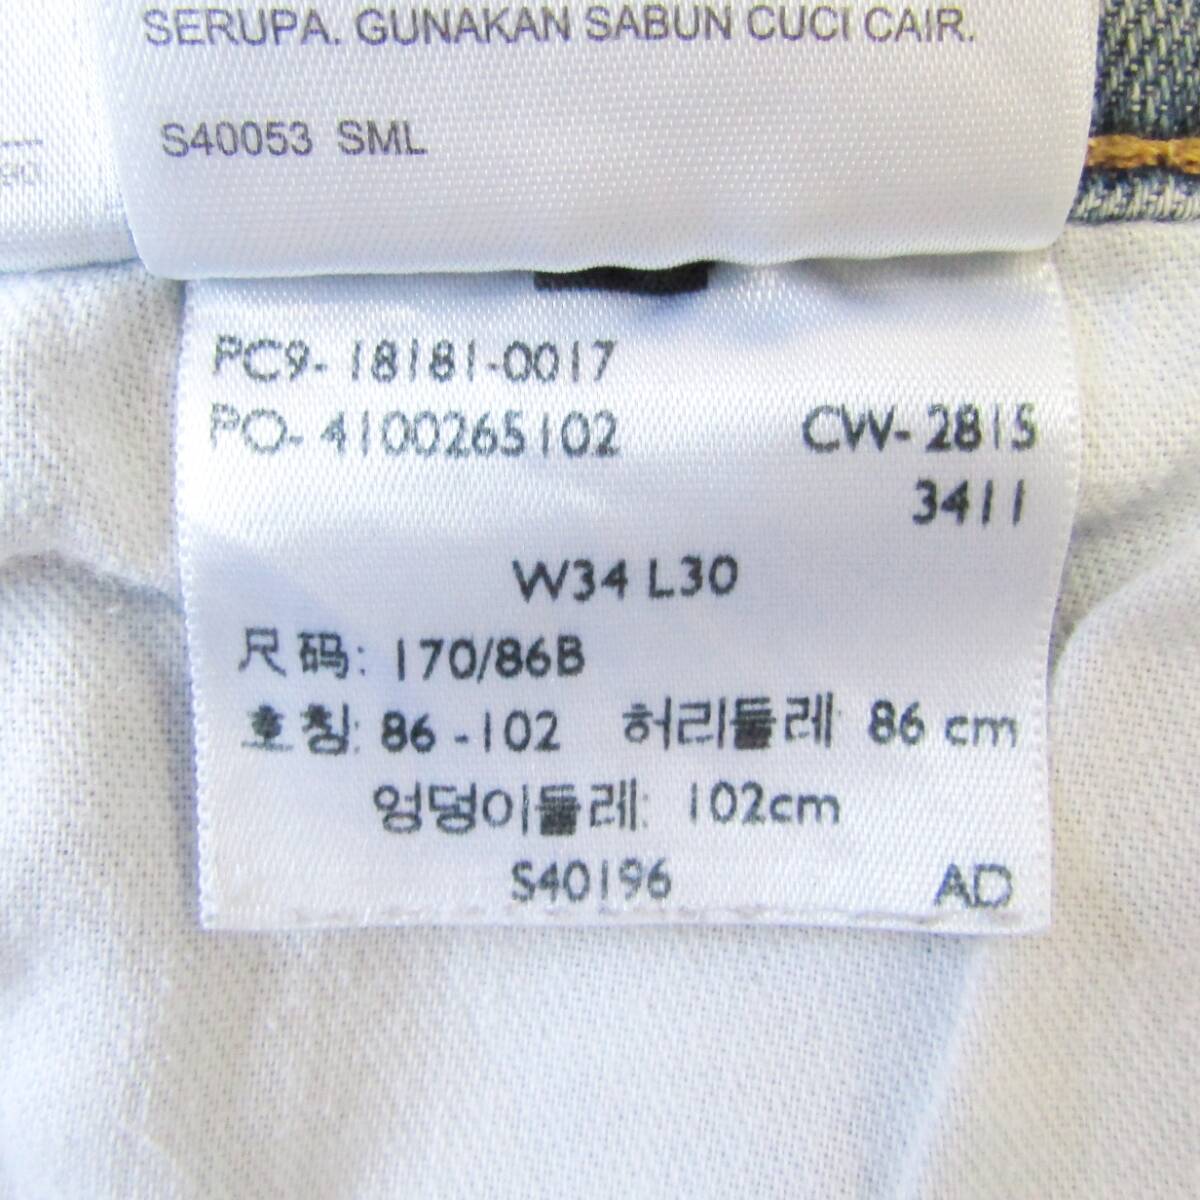 SERUPA. GUNAKAN SABUN CUCI CAIR.
S40053 SML
90
PC9-18181-0017
PO-4100265102 CW-2815
3411
W34 L30
尺码: 170/86B
호칭: 86-102 허리둘레: 86 cm
엉덩이둘레: 102cm
S40196 AD